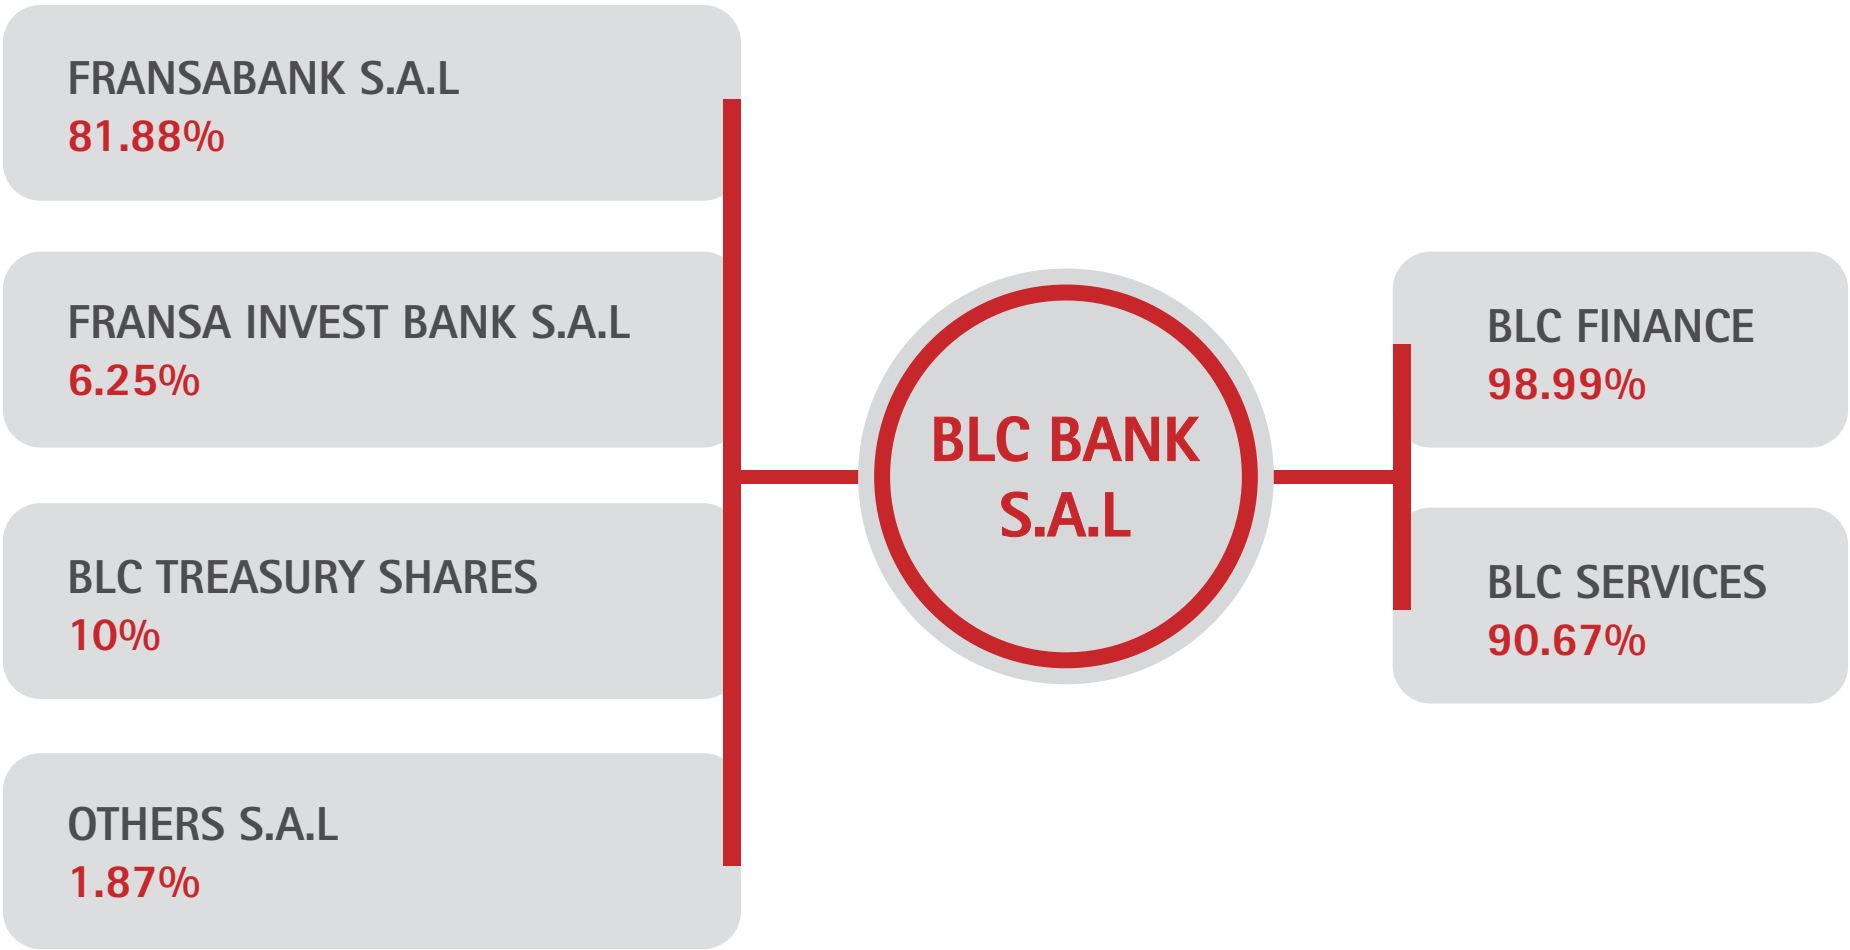 FRANSABANK S.A.L
81.88%
FRANSA INVEST BANK S.A.L
6.25%
BLC TREASURY SHARES
10%
OTHERS S.A.L
1.87%
BLC BANK
S.A.L
BLC FINANCE
98.99%
BLC SERVICES
90.67%